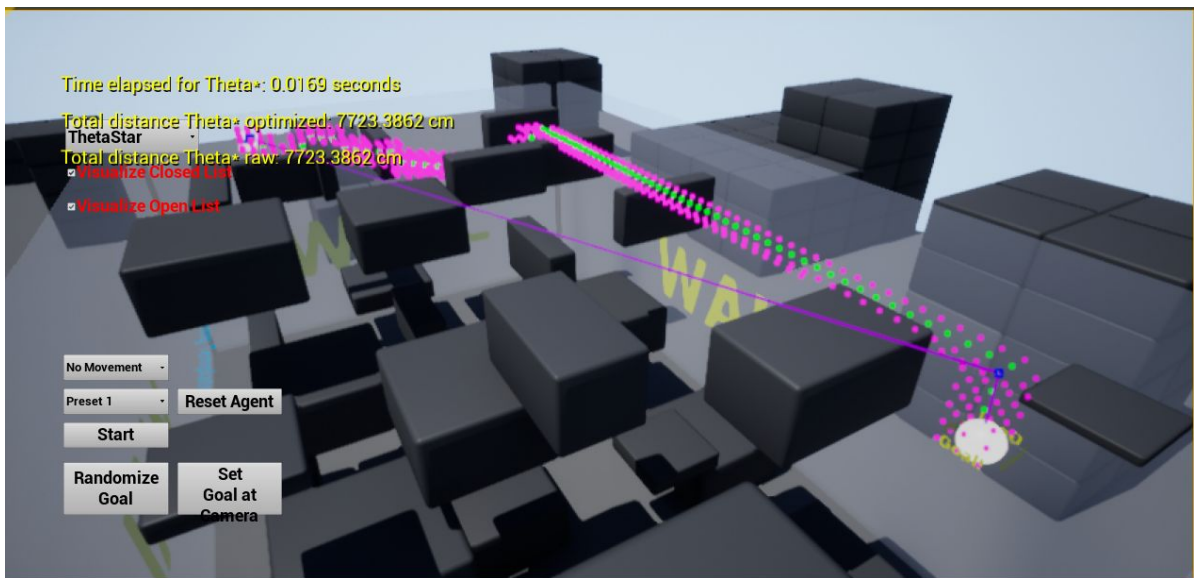 Time elapsed for Theta*: 0.0169 seconds
Total distance Theta* optimized: 7723.3862 cm
ThetaStar
Total distance Theta* raw: 7723.3862 cm
Visualize Closed List
Visualize Open List
WAL
No Movement
Preset 1
Reset Agent
Start
Randomize
Goal
Set
Goal at
Camera
Goal